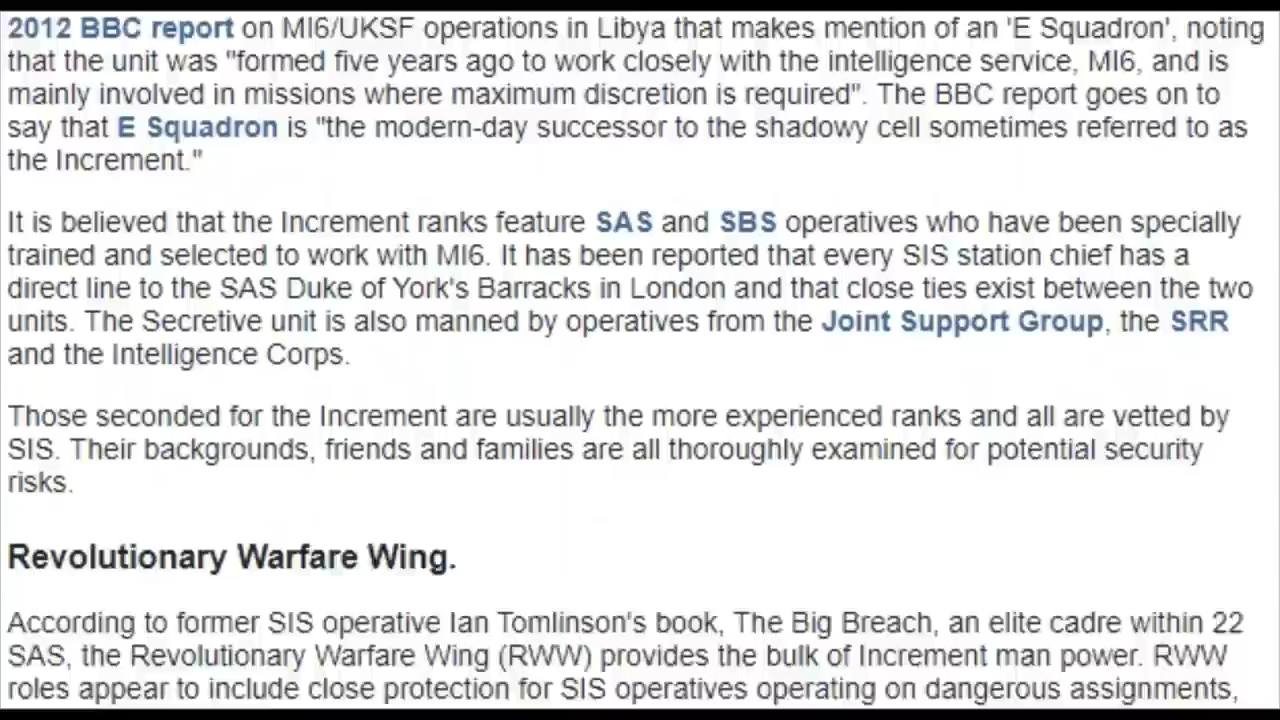 2012 BBC report on MI6/UKSF operations in Libya that makes mention of an 'E Squadron', noting
that the unit was "formed five years ago to work closely with the intelligence service, MI6, and is
mainly involved in missions where maximum discretion is required". The BBC report goes on to
say that E Squadron is "the modern-day successor to the shadowy cell sometimes referred to as
the Increment."
It is believed that the Increment ranks feature SAS and SBS operatives who have been specially
trained and selected to work with MI6. It has been reported that every SIS station chief has a
direct line to the SAS Duke of York's Barracks in London and that close ties exist between the two
units. The Secretive unit is also manned by operatives from the Joint Support Group, the SRR
and the Intelligence Corps.
Those seconded for the Increment are usually the more experienced ranks and all are vetted by
SIS. Their backgrounds, friends and families are all thoroughly examined for potential security
risks.
Revolutionary Warfare Wing.
According to former SIS operative Ian Tomlinson's book, The Big Breach, an elite cadre within 22
SAS, the Revolutionary Warfare Wing (RWW) provides the bulk of Increment man power. RWW
roles appear to include close protection for SIS operatives operating on dangerous assignments,